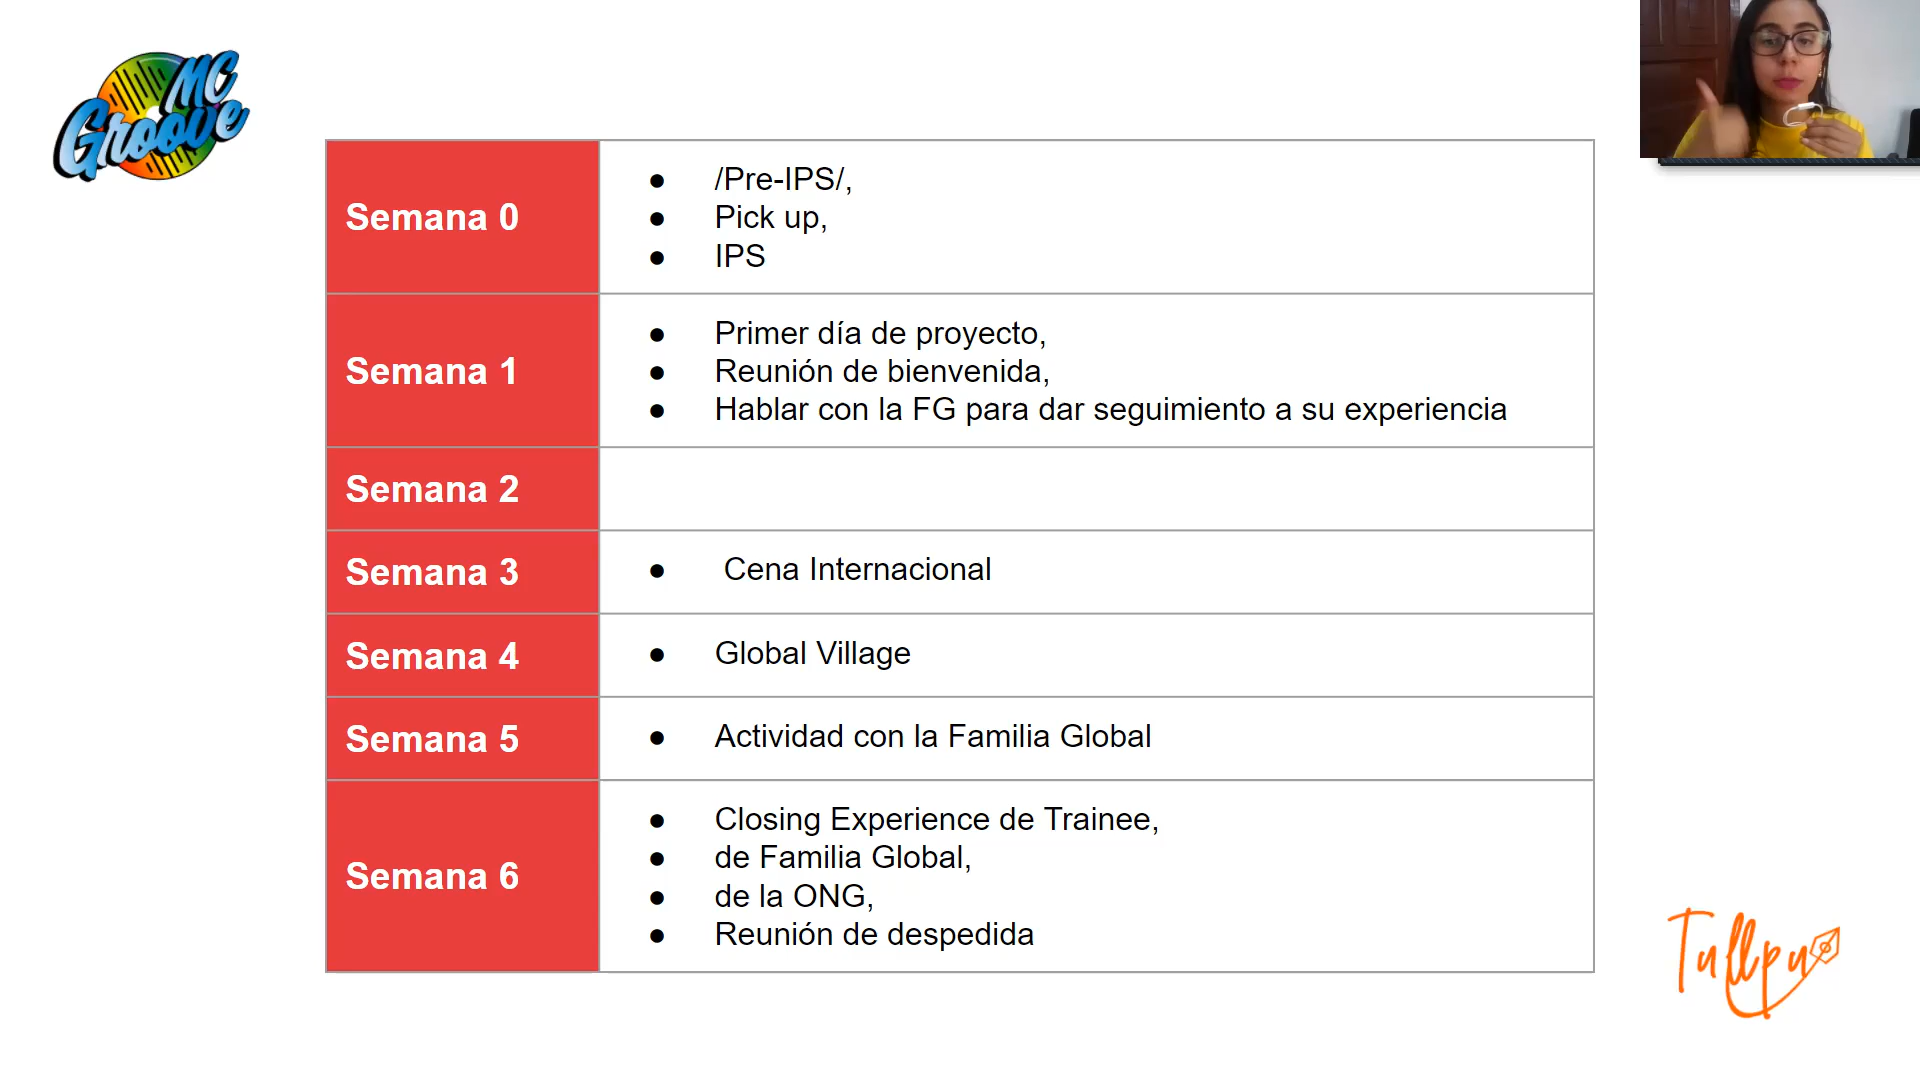 MC
Groove
Semana 0
● /Pre-IPS/,
● Pick up,
● IPS
Semana 1
● Primer día de proyecto,
● Reunión de bienvenida,
● Hablar con la FG para dar seguimiento a su experiencia
Semana 2
Semana 3
● Cena Internacional
Semana 4
● Global Village
Semana 5
● Actividad con la Familia Global
Semana 6
● Closing Experience de Trainee,
● de Familia Global,
● de la ONG,
● Reunión de despedida
Tullpu